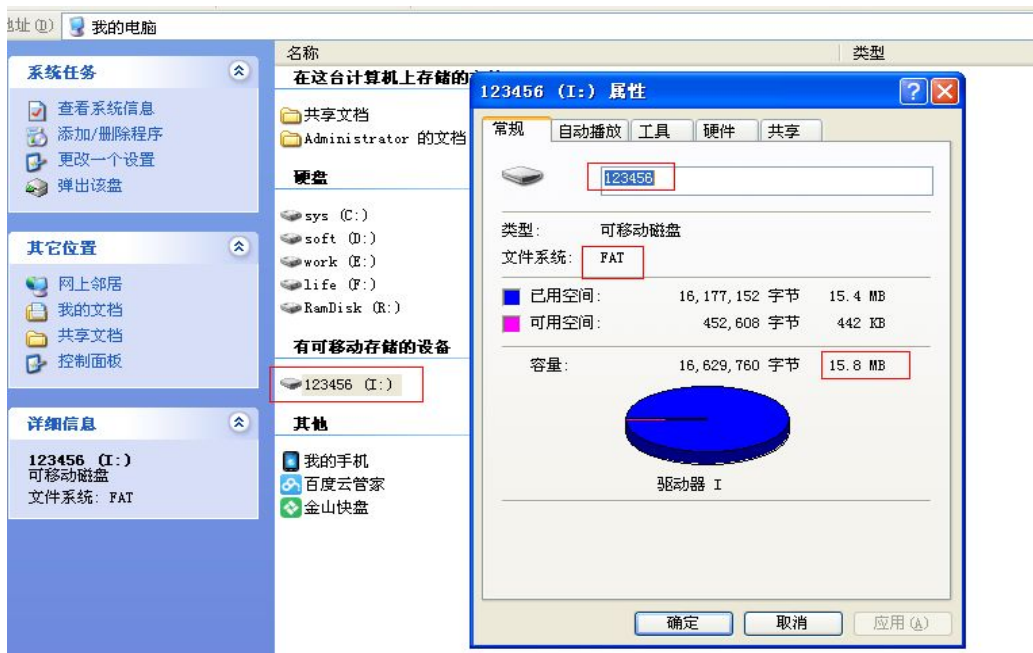 址(D) 我的电脑
名称 类型
系统任务
查看系统信息
添加/删除程序
更改一个设置
弹出该盘
其它位置
网上邻居
我的文档
共享文档
控制面板
详细信息
123456 (I:)
可移动磁盘
文件系统: FAT
在这台计算机上存储的
共享文档
Administrator 的文档
硬盘
sys (C:)
soft (D:)
work (E:)
life (F:)
RamDisk (R:)
有可移动存储的设备
123456 (I:)
其他
我的手机
百度云管家
金山快盘
123456 (I:) 属性
常规 自动播放 工具 硬件 共享
123456
类型: 可移动磁盘
文件系统: FAT
已用空间: 16,177,152 字节 15.4 MB
可用空间: 452,608 字节 442 KB
容量: 16,629,760 字节 15.8 MB
驱动器 I
确定 取消 应用(A)